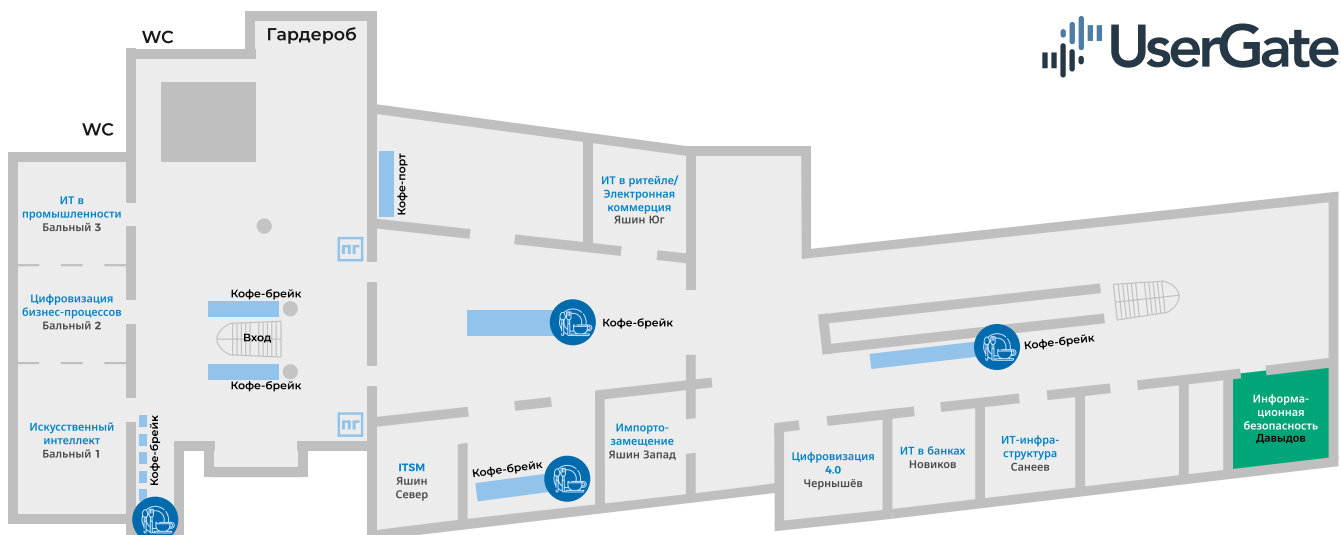 WC
Гардероб
UserGate
WC
ИТ в
промышленности
Бальный 3
Кофе-порт
ИТ в ритейле/
Электронная
коммерция
Яшин Юг
пг
Кофе-брейк
Цифровизация
бизнес-процессов
Бальный 2
Вход
Кофе-брейк
Кофе-брейк
Кофе-брейк
Искусственный
интеллект
Бальный 1
Кофе-брейк
пг
ITSM
Яшин
Север
Кофе-брейк
Импорто-
замещение
Яшин Запад
Цифровизация
4.0
Чернышёв
ИТ в банках
Новиков
ИТ-инфра-
структура
Санеев
Информа-
ционная
безопасность
Давыдов